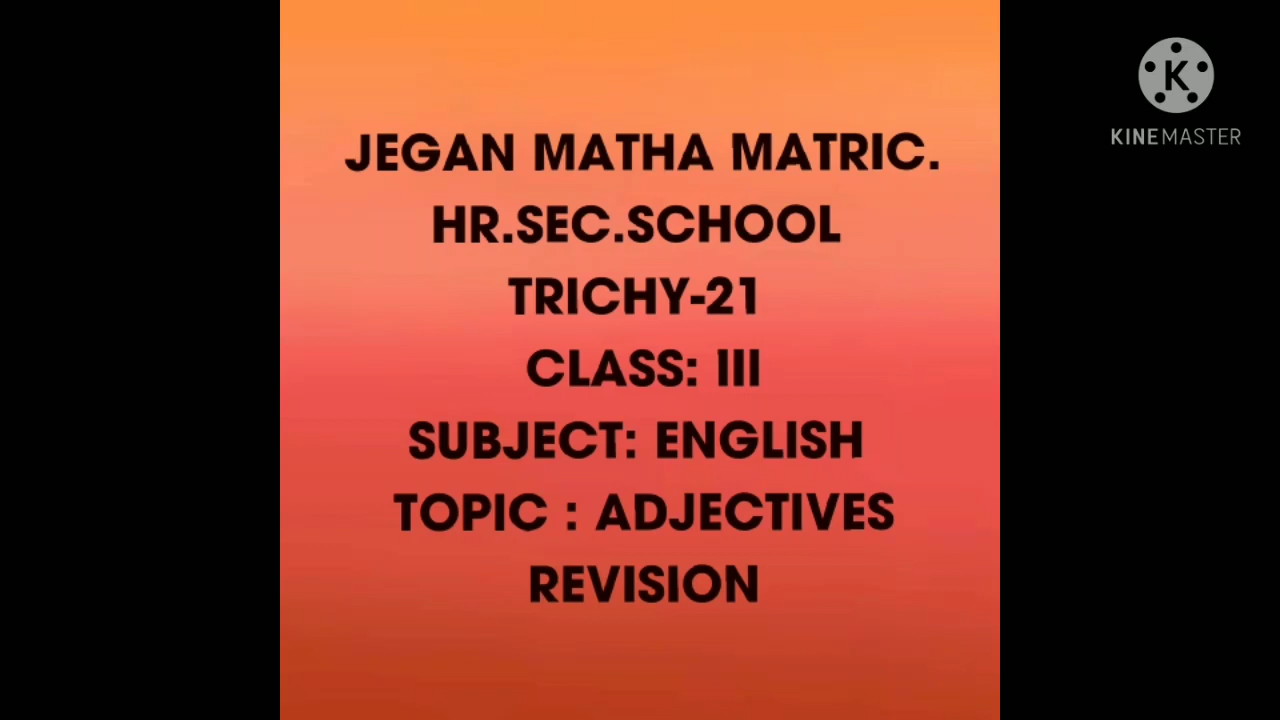 JEGAN MATHA MATRIC.
HR.SEC.SCHOOL
TRICHY-21
CLASS: III
SUBJECT: ENGLISH
TOPIC : ADJECTIVES
REVISION
K
KINEMASTER